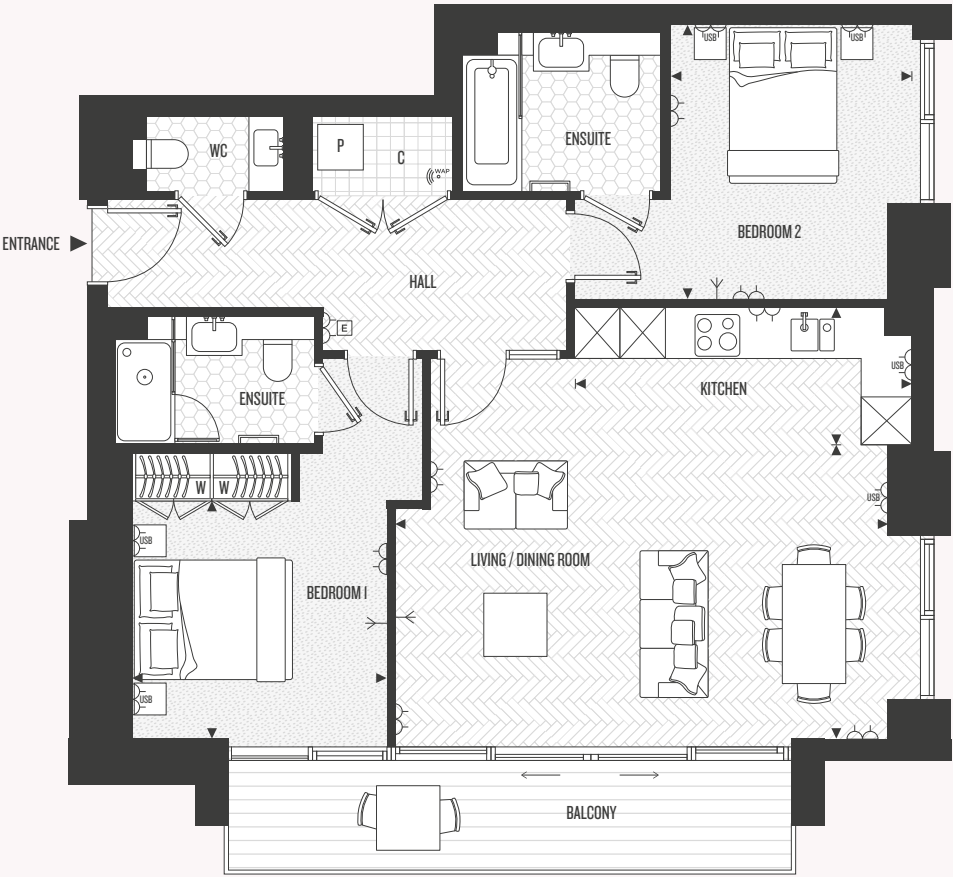 USB
USB
WC
P
C
WAP
ENSUITE
BEDROOM 2
ENTRANCE
HALL
E
ENSUITE
KITCHEN
USB
W
W
USB
USB
LIVING / DINING ROOM
BEDROOM 1
USB
BALCONY